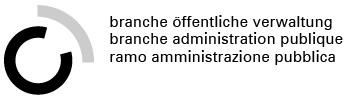 branche öffentliche verwaltung
branche administration publique
ramo amministrazione pubblica